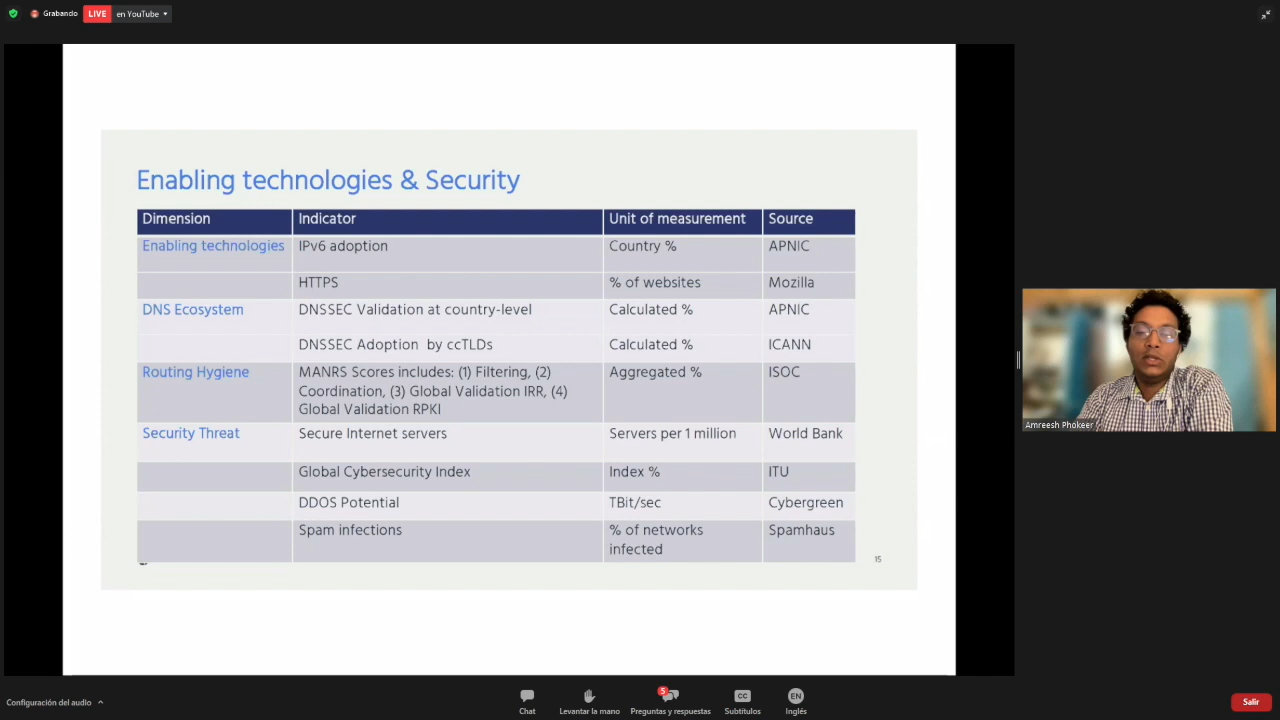 Grabando
LIVE
en YouTube
Enabling technologies & Security
Dimension Indicator Unit of measurement Source
Enabling technologies IPv6 adoption Country % APNIC
HTTPS % of websites Mozilla
DNS Ecosystem DNSSEC Validation at country-level Calculated % APNIC
DNSSEC Adoption by ccTLDs Calculated % ICANN
Routing Hygiene MANRS Scores includes: (1) Filtering, (2) Aggregated % ISOC
Coordination, (3) Global Validation IRR, (4)
Global Validation RPKI
Security Threat Secure Internet servers Servers per 1 million World Bank
Global Cybersecurity Index Index % ITU
DDOS Potential TBit/sec Cybergreen
Spam infections % of networks Spamhaus
infected
15
Amreesh Phokeer
Configuración del audio
Chat
Levantar la mano
5
Preguntas y respuestas
CC
Subtítulos
EN
Inglés
Salir